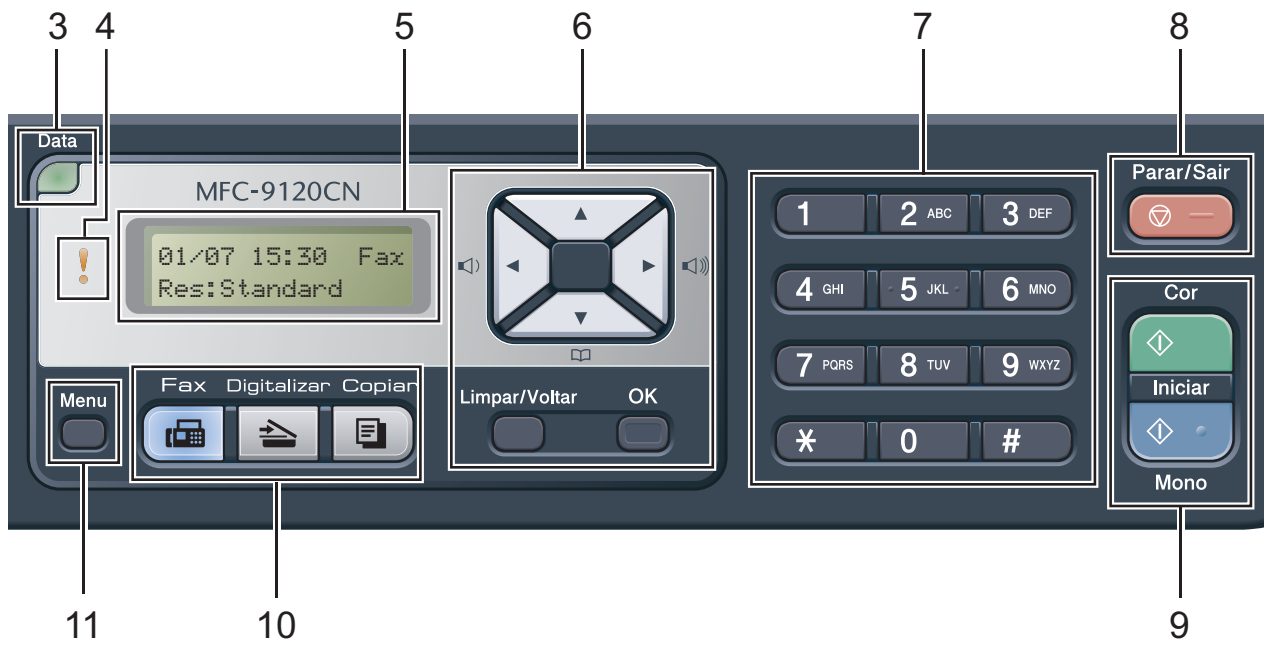 3 4 5 6 7 8
Data
MFC-9120CN
01/07 15:30 Fax
Res:Standard
Menu
Fax Digitalizar Copiar
Limpar/Voltar OK
1 2 ABC 3 DEF
4 GHI 5 JKL 6 MNO
7 PQRS 8 TUV 9 WXYZ
* 0 #
Parar/Sair
Cor
Iniciar
Mono
11 10 9